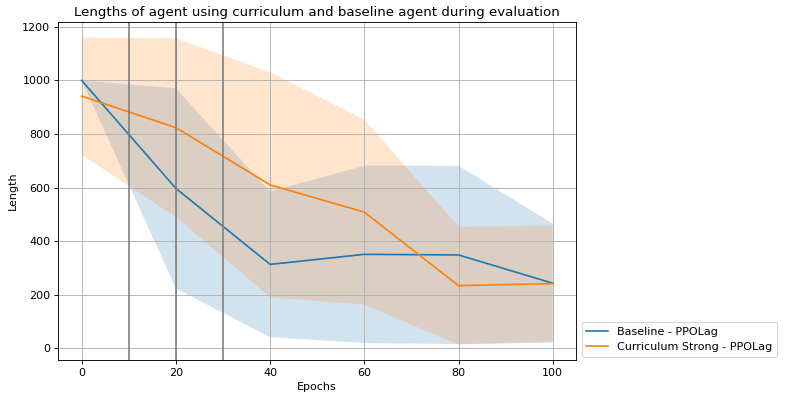 Lengths of agent using curriculum and baseline agent during evaluation
1200
1000
800
600
400
200
0
Length
0 20 40 60 80 100
Epochs
Baseline - PPOLag
Curriculum Strong - PPOLag